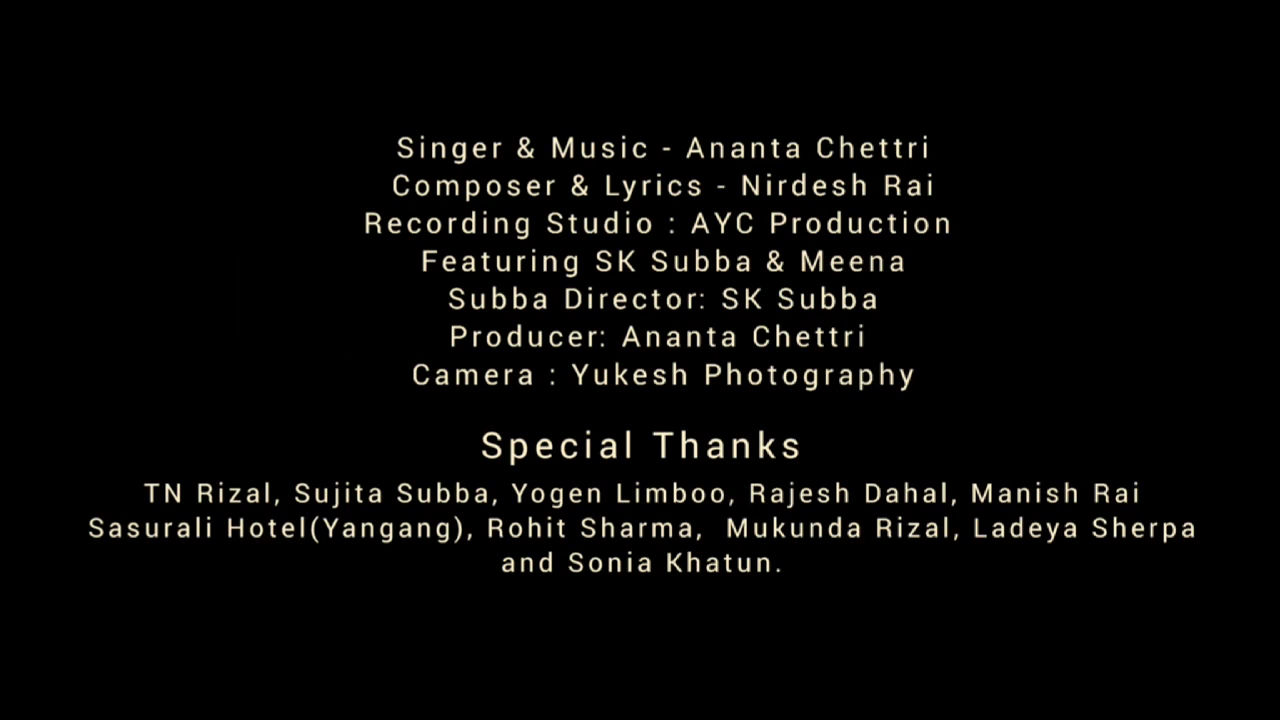 Singer & Music - Ananta Chettri
Composer & Lyrics - Nirdesh Rai
Recording Studio : AYC Production
Featuring SK Subba & Meena
Subba Director: SK Subba
Producer: Ananta Chettri
Camera : Yukesh Photography
Special Thanks
TN Rizal, Sujita Subba, Yogen Limboo, Rajesh Dahal, Manish Rai
Sasurali Hotel(Yangang), Rohit Sharma,  Mukunda Rizal, Ladeya Sherpa
and Sonia Khatun.